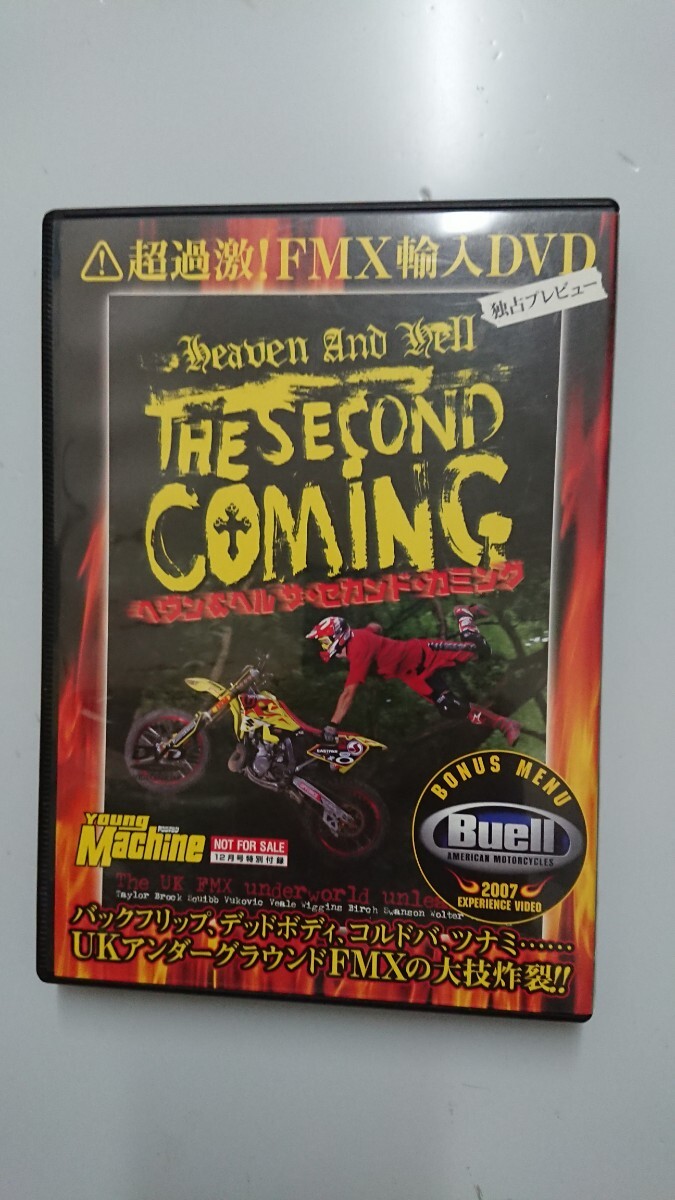 超過激!FMX輸入DVD
独占プレビュー
Heaven And Hell
THE SECOND
COMING
ヘヴン&ヘル ザ・セカンド・カミング
DVD
BONUS MENU
Buell
AMERICAN MOTORCYCLES
2007
EXPERIENCE VIDEO
Young
Machine
NOT FOR SALE
12月号特別付録
The UK FMX underworld unlea
Taylor Brock Squibb Vukovic Veale Wiggins Birch Swanson Wolter
バックフリップ、デッドボディ、コルドバ、ツナミ……
UKアンダーグラウンドFMXの大技炸裂!!